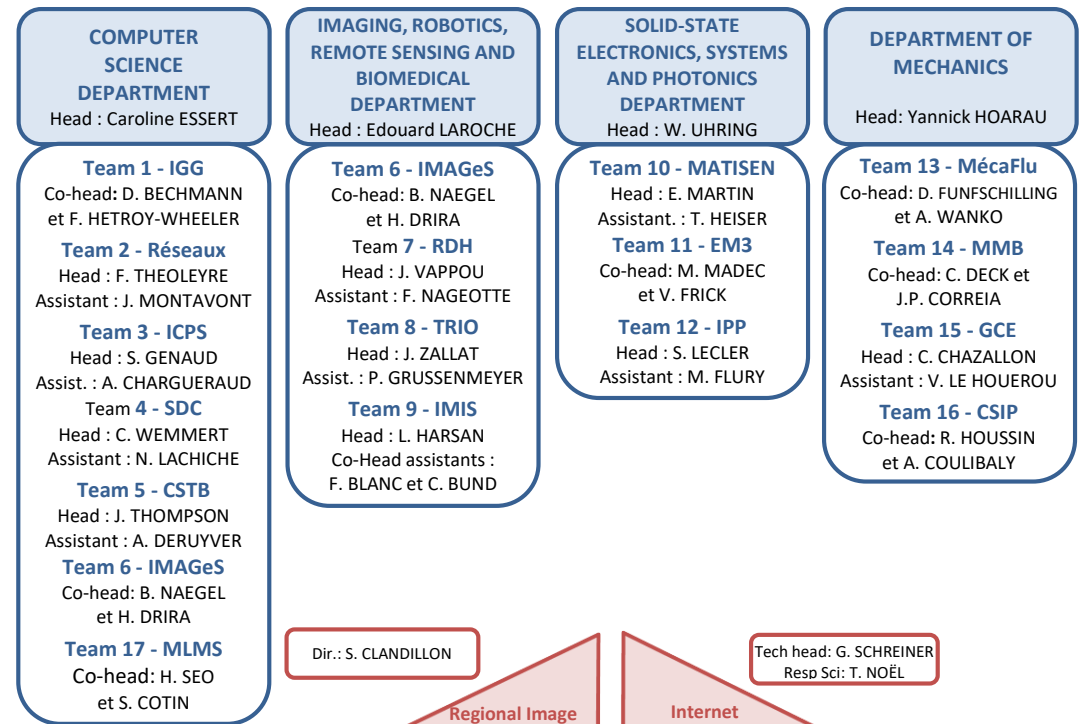 COMPUTER
SCIENCE
DEPARTMENT
Head : Caroline ESSERT
Team 1 - IGG
Co-head: D. BECHMANN
et F. HETROY-WHEELER
Team 2 - Réseaux
Head : F. THEOLEYRE
Assistant : J. MONTAVONT
Team 3 - ICPS
Head : S. GENAUD
Assist. : A. CHARGUERAUD
Team 4 - SDC
Head : C. WEMMERT
Assistant : N. LACHICHE
Team 5 - CSTB
Head : J. THOMPSON
Assistant : A. DERUYVER
Team 6 - IMAGeS
Co-head: B. NAEGEL
et H. DRIRA
Team 17 - MLMS
Co-head: H. SEO
et S. COTIN
IMAGING, ROBOTICS,
REMOTE SENSING AND
BIOMEDICAL
DEPARTMENT
Head : Edouard LAROCHE
Team 6 - IMAGeS
Co-head: B. NAEGEL
et H. DRIRA
Team 7 - RDH
Head : J. VAPPOU
Assistant : F. NAGEOTTE
Team 8 - TRIO
Head : J. ZALLAT
Assist. : P. GRUSSENMEYER
Team 9 - IMIS
Head : L. HARSAN
Co-Head assistants :
F. BLANC et C. BUND
SOLID-STATE
ELECTRONICS, SYSTEMS
AND PHOTONICS
DEPARTMENT
Head : W. UHRING
Team 10 - MATISEN
Head : E. MARTIN
Assistant. : T. HEISER
Team 11 - EM3
Co-head: M. MADEC
et V. FRICK
Team 12 - IPP
Head : S. LECLER
Assistant : M. FLURY
DEPARTMENT OF
MECHANICS
Head: Yannick HOARAU
Team 13 - MécaFlu
Co-head: D. FUNFSCHILLING
et A. WANKO
Team 14 - MMB
Co-head: C. DECK et
J.P. CORREIA
Team 15 - GCE
Head : C. CHAZALLON
Assistant : V. LE HOUEROU
Team 16 - CSIP
Co-head: R. HOUSSIN
et A. COULIBALY
Dir.: S. CLANDILLON
Tech head: G. SCHREINER
Resp Sci: T. NOËL
Regional Image
Internet